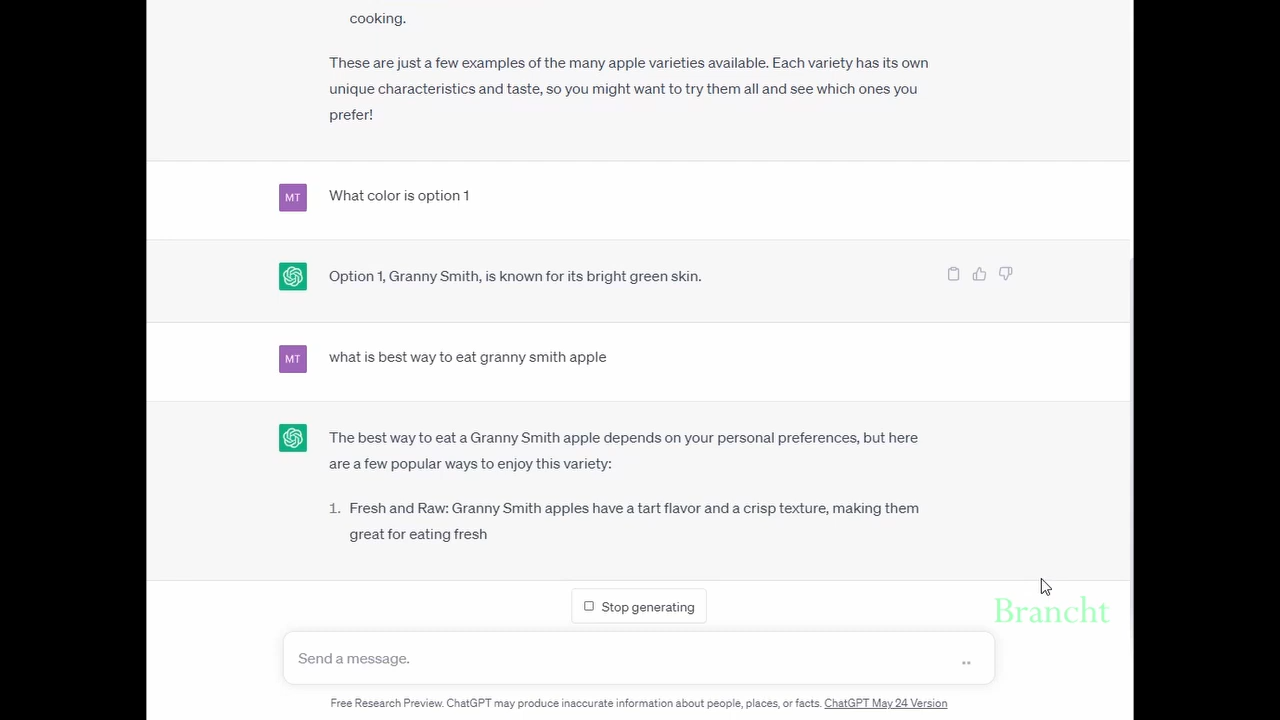 cooking.
These are just a few examples of the many apple varieties available. Each variety has its own
unique characteristics and taste, so you might want to try them all and see which ones you
prefer!
MT What color is option 1
Option 1, Granny Smith, is known for its bright green skin.
MT what is best way to eat granny smith apple
The best way to eat a Granny Smith apple depends on your personal preferences, but here
are a few popular ways to enjoy this variety:
1. Fresh and Raw: Granny Smith apples have a tart flavor and a crisp texture, making them
great for eating fresh
Stop generating
Brancht
Send a message.
Free Research Preview. ChatGPT may produce inaccurate information about people, places, or facts. ChatGPT May 24 Version